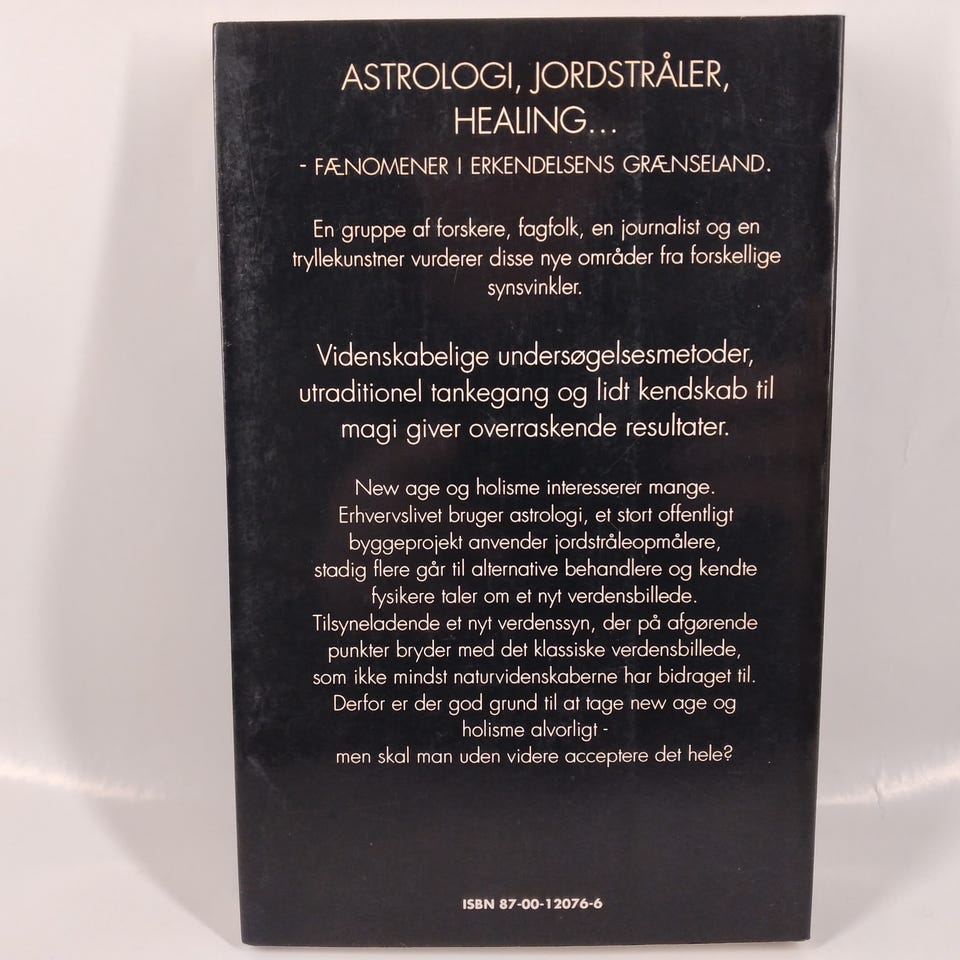 ASTROLOGI, JORDSTRÅLER,
HEALING...
- FÆNOMENER I ERKENDELSENS GRÆNSELAND.
En gruppe af forskere, fagfolk, en journalist og en
tryllekunstner vurderer disse nye områder fra forskellige
synsvinkler.
Videnskabelige undersøgelsesmetoder,
utraditionel tankegang og lidt kendskab til
magi giver overraskende resultater.
New age og holisme interesserer mange.
Erhvervslivet bruger astrologi, et stort offentligt
byggeprojekt anvender jordstråleopmålere,
stadig flere går til alternative behandlere og kendte
fysikere taler om et nyt verdensbillede.
Tilsyneladende et nyt verdenssyn, der på afgørende
punkter bryder med det klassiske verdensbillede,
som ikke mindst naturvidenskaberne har bidraget til.
Derfor er der god grund til at tage new age og
holisme alvorligt -
men skal man uden videre acceptere det hele?
ISBN 87-00-12076-6